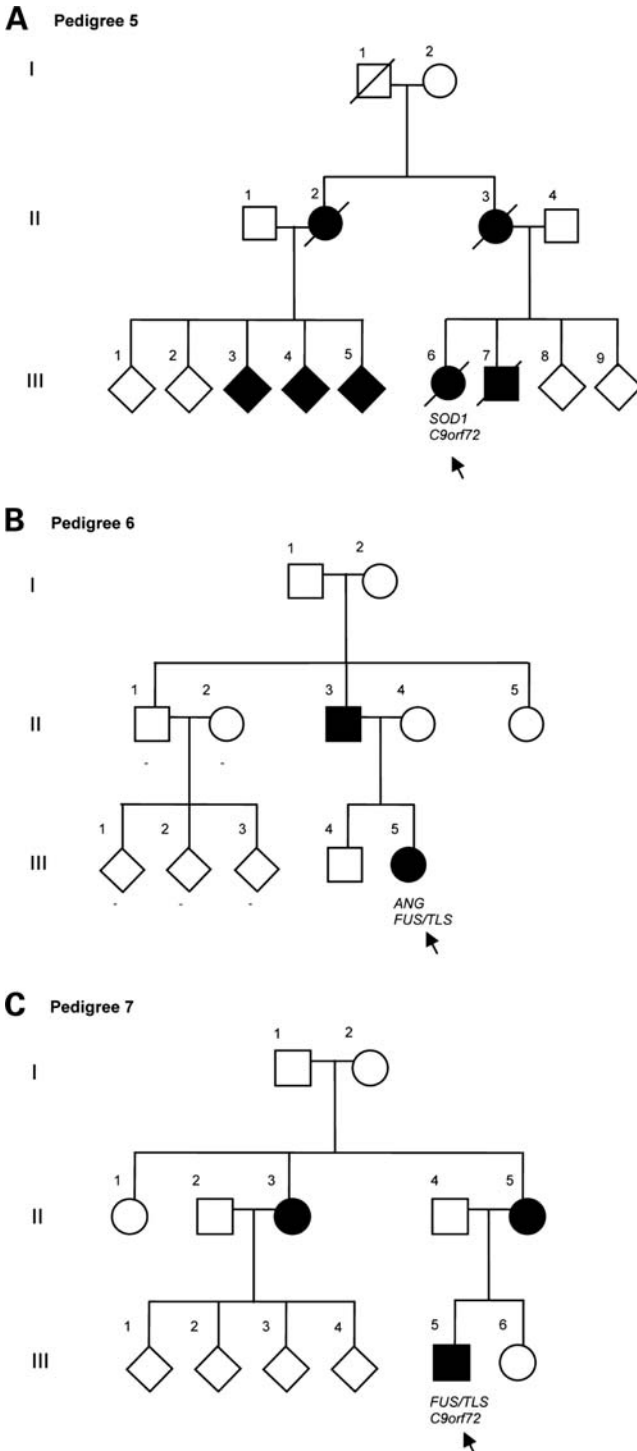 A Pedigree 5
1 2
I
1 2 3 4
II
1 2 3 4 5 6 7 8 9
III
SOD1
C9orf72
B Pedigree 6
1 2
I
1 2 3 4 5
II
- -
1 2 3 4 5
III
- - -
ANG
FUS/TLS
C Pedigree 7
1 2
I
1 2 3 4 5
II
1 2 3 4 5 6
III
FUS/TLS
C9orf72